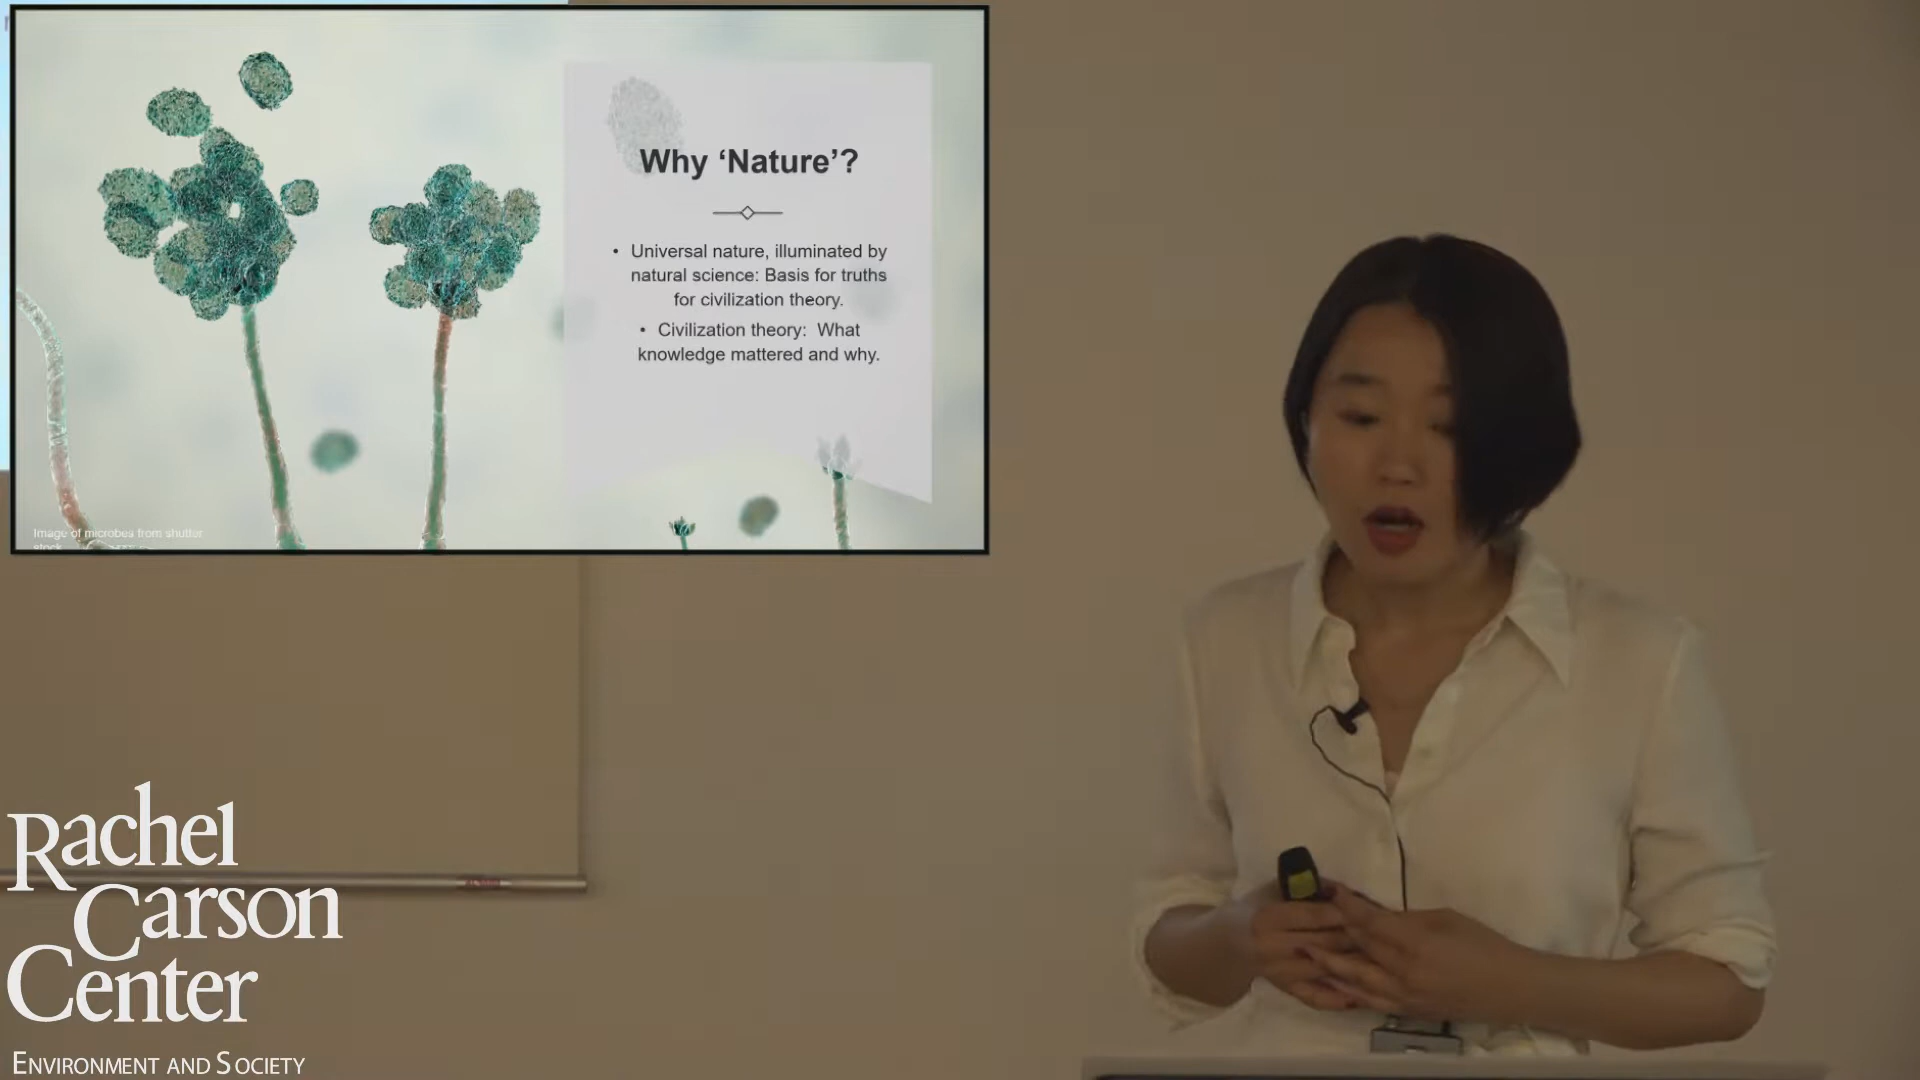 Why ‘Nature’?
• Universal nature, illuminated by
natural science: Basis for truths
for civilization theory.
• Civilization theory:  What
knowledge mattered and why.
Image of microbes from shutter
stock
Rachel
Carson
Center
ENVIRONMENT AND SOCIETY